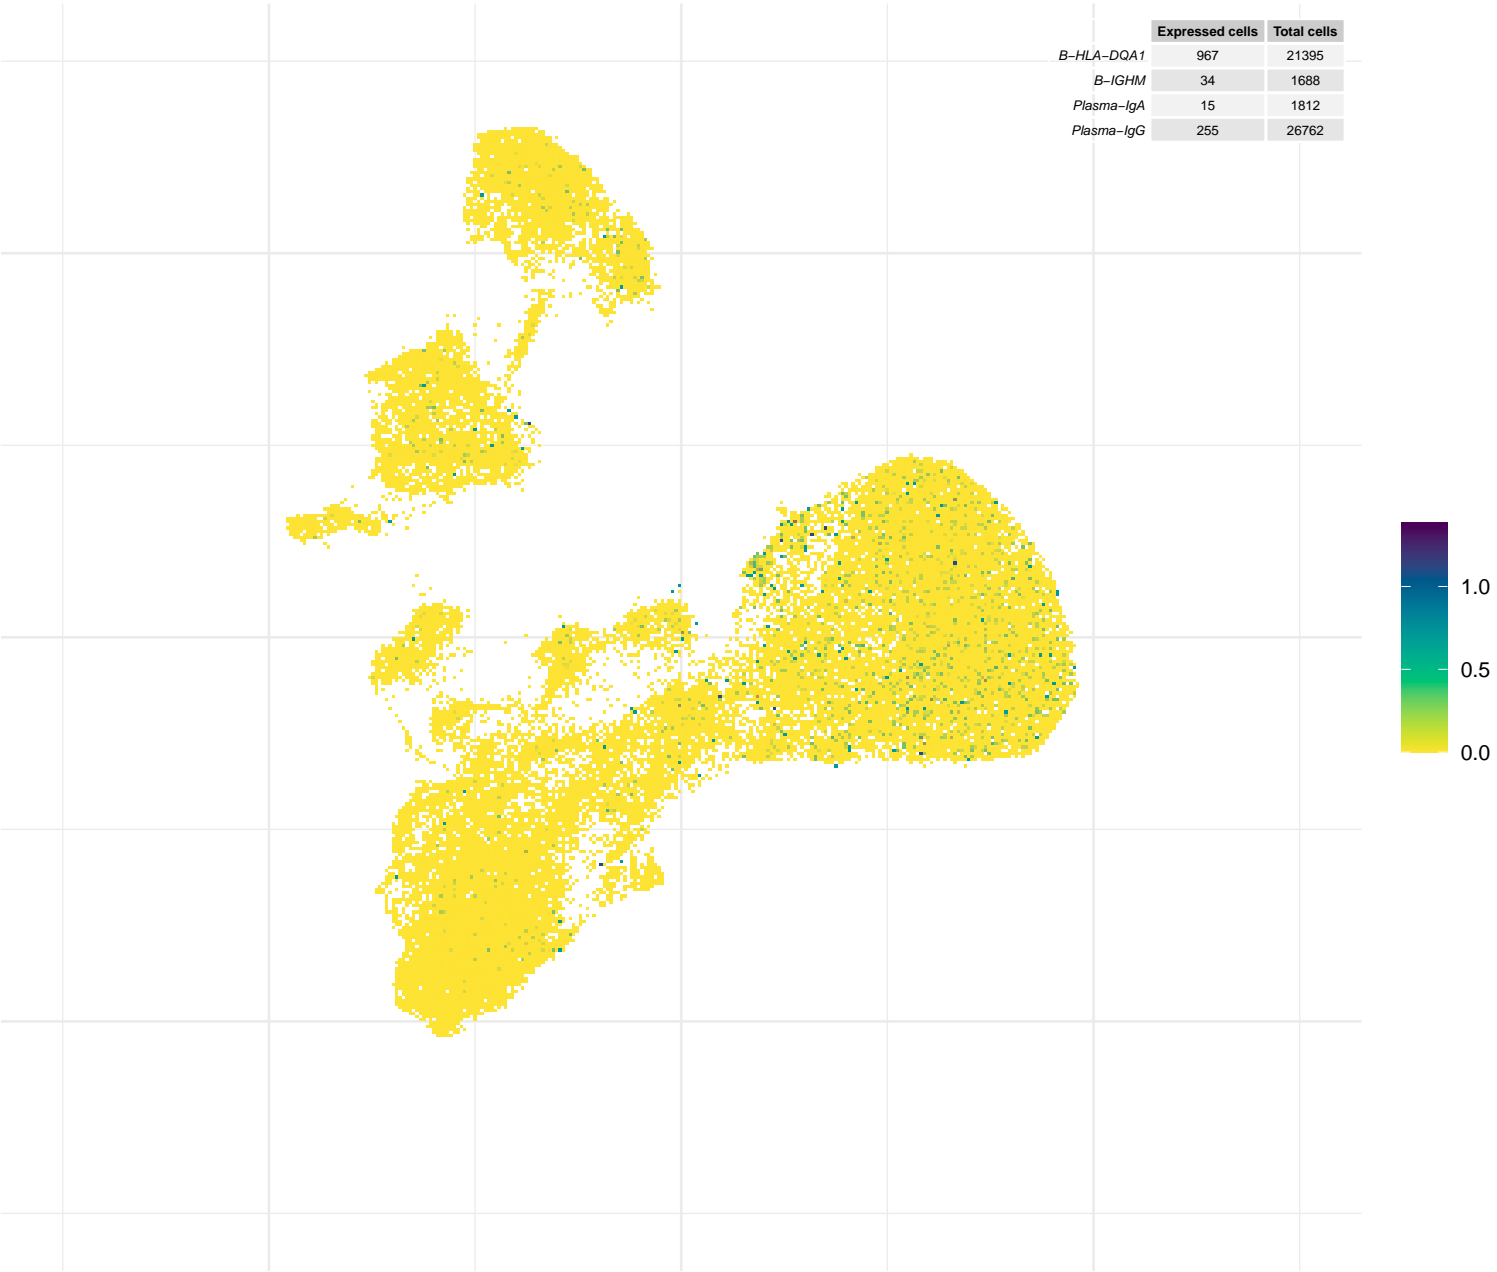 Expressed cells Total cells
B−HLA−DQA1 967 21395
B−IGHM 34 1688
Plasma−IgA 15 1812
Plasma−IgG 255 26762
1.0
0.5
0.0